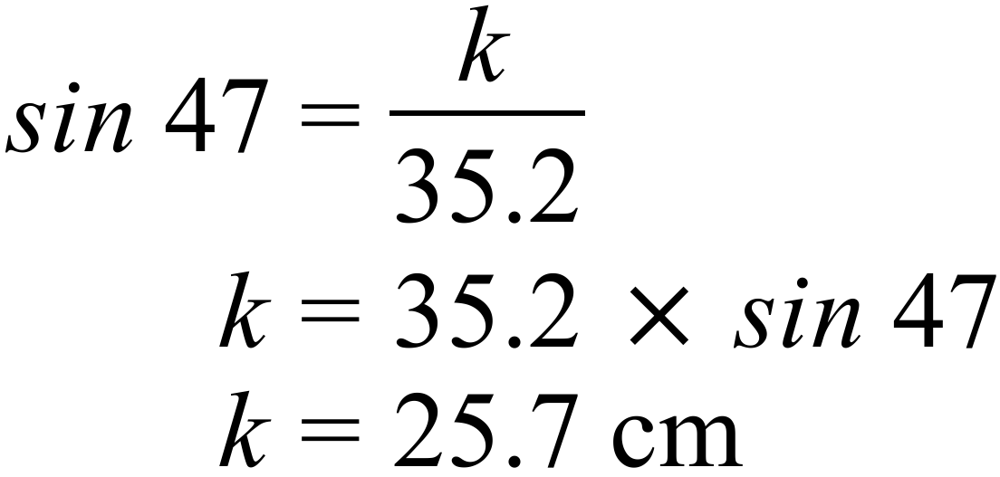 sin 47 = k/35.2
k = 35.2 × sin 47
k = 25.7 cm